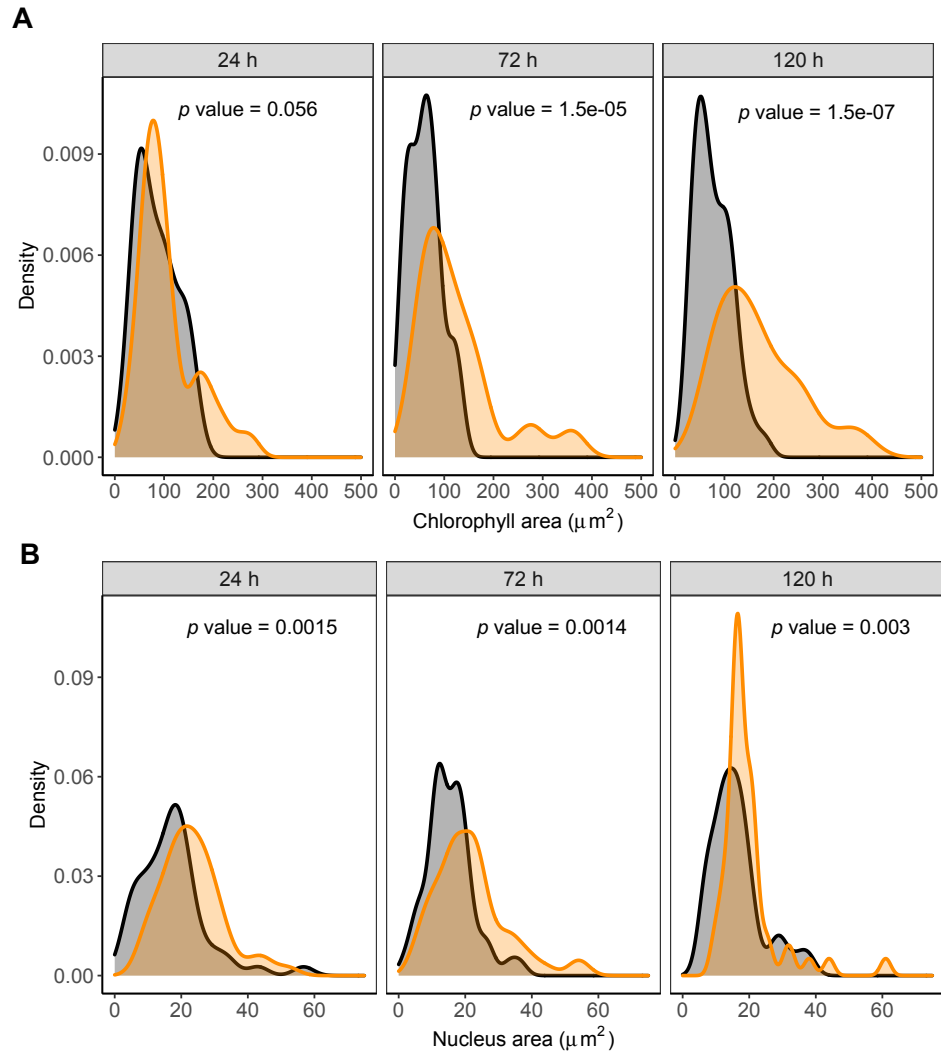 A
24 h 72 h 120 h
p value = 0.056 p value = 1.5e-05 p value = 1.5e-07
0.009
0.006
0.003
0.000
Density
0 100 200 300 400 500 0 100 200 300 400 500 0 100 200 300 400 500
Chlorophyll area (μm²)
B
24 h 72 h 120 h
p value = 0.0015 p value = 0.0014 p value = 0.003
0.09
0.06
0.03
0.00
Density
0 20 40 60 0 20 40 60 0 20 40 60
Nucleus area (μm²)